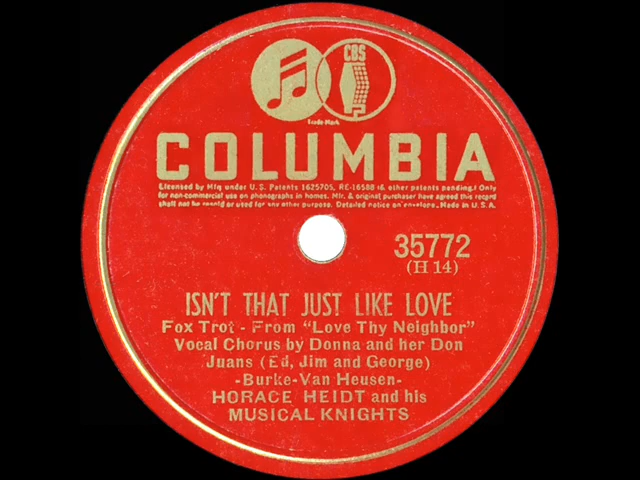 CBS
Trade Mark
COLUMBIA
Licensed by Mfg under U.S. Patents 1625705, RE-16588 (& other patents pending.) Only
for non-commercial use on phonographs in homes. Mfr. & original purchaser have agreed this record
shall not be resold or used for any other purpose. Detailed notice on envelope. Made in U.S.A.
35772
(H 14)
ISN'T THAT JUST LIKE LOVE
Fox Trot - From "Love Thy Neighbor"
Vocal Chorus by Donna and her Don
Juans (Ed, Jim and George)
-Burke-Van Heusen-
HORACE HEIDT and his
MUSICAL KNIGHTS